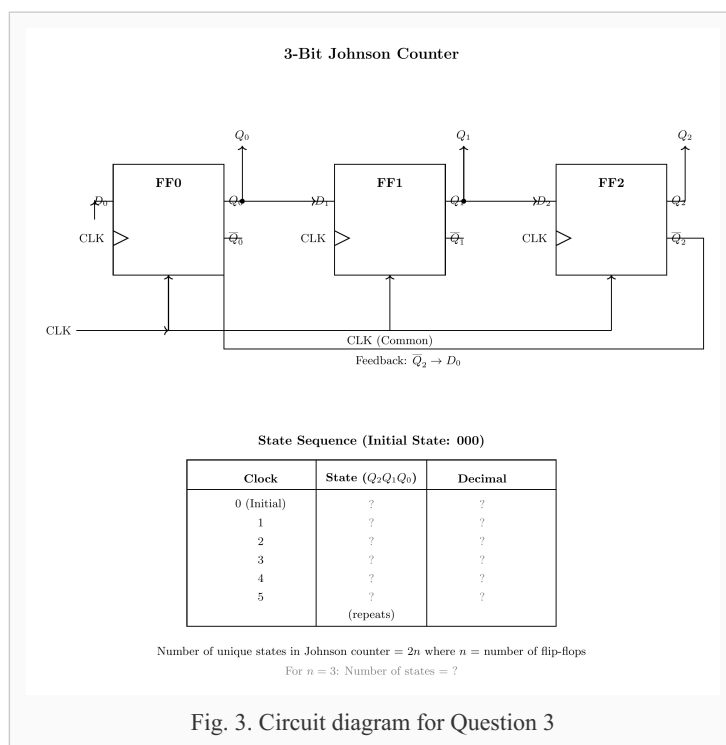 3-Bit Johnson Counter
Q₀ Q₁ Q₂
FF0 FF1 FF2
D₀ Q₀ D₁ Q₁ D₂ Q₂
CLK Q̅₀ CLK Q̅₁ CLK Q̅₂
CLK
CLK (Common)
Feedback: Q̅₂ → D₀
State Sequence (Initial State: 000)
Clock State (Q₂Q₁Q₀) Decimal
0 (Initial) ? ?
1 ? ?
2 ? ?
3 ? ?
4 ? ?
5 ? ?
(repeats)
Number of unique states in Johnson counter = 2n where n = number of flip-flops
For n = 3: Number of states = ?
Fig. 3. Circuit diagram for Question 3